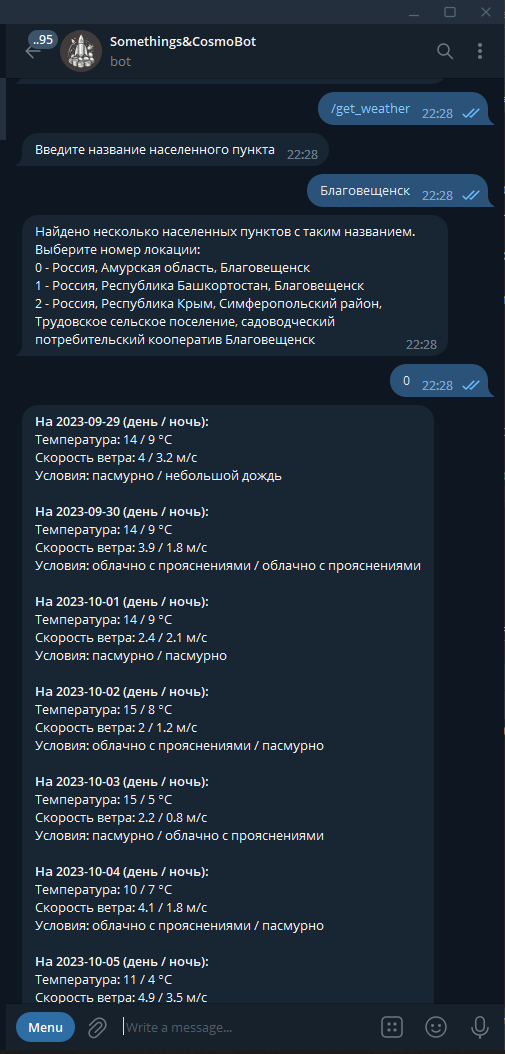 ..95
Somethings&CosmoBot
bot
/get_weather 22:28
Введите название населенного пункта 22:28
Благовещенск 22:28
Найдено несколько населенных пунктов с таким названием.
Выберите номер локации:
0 - Россия, Амурская область, Благовещенск
1 - Россия, Республика Башкортостан, Благовещенск
2 - Россия, Республика Крым, Симферопольский район,
Трудовское сельское поселение, садоводческий
потребительский кооператив Благовещенск 22:28
0 22:28
На 2023-09-29 (день / ночь):
Температура: 14 / 9 °C
Скорость ветра: 4 / 3.2 м/с
Условия: пасмурно / небольшой дождь
На 2023-09-30 (день / ночь):
Температура: 14 / 9 °C
Скорость ветра: 3.9 / 1.8 м/с
Условия: облачно с прояснениями / облачно с прояснениями
На 2023-10-01 (день / ночь):
Температура: 14 / 9 °C
Скорость ветра: 2.4 / 2.1 м/с
Условия: пасмурно / пасмурно
На 2023-10-02 (день / ночь):
Температура: 15 / 8 °C
Скорость ветра: 2 / 1.2 м/с
Условия: облачно с прояснениями / пасмурно
На 2023-10-03 (день / ночь):
Температура: 15 / 5 °C
Скорость ветра: 2.2 / 0.8 м/с
Условия: пасмурно / облачно с прояснениями
На 2023-10-04 (день / ночь):
Температура: 10 / 7 °C
Скорость ветра: 4.1 / 1.8 м/с
Условия: облачно с прояснениями / пасмурно
На 2023-10-05 (день / ночь):
Температура: 11 / 4 °C
Скорость ветра: 4.9 / 3.5 м/с
Menu
Write a message...